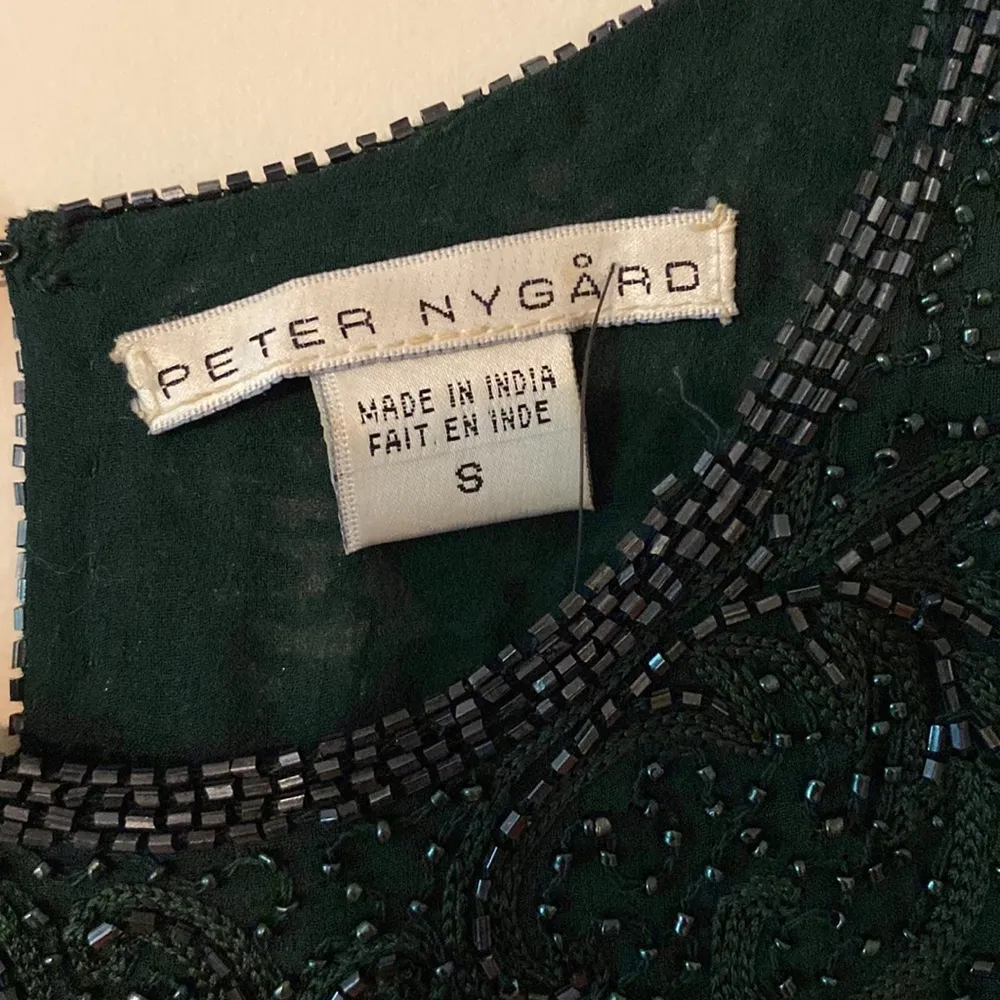 PETER NYGÅRD
MADE IN INDIA
FAIT EN INDE
S